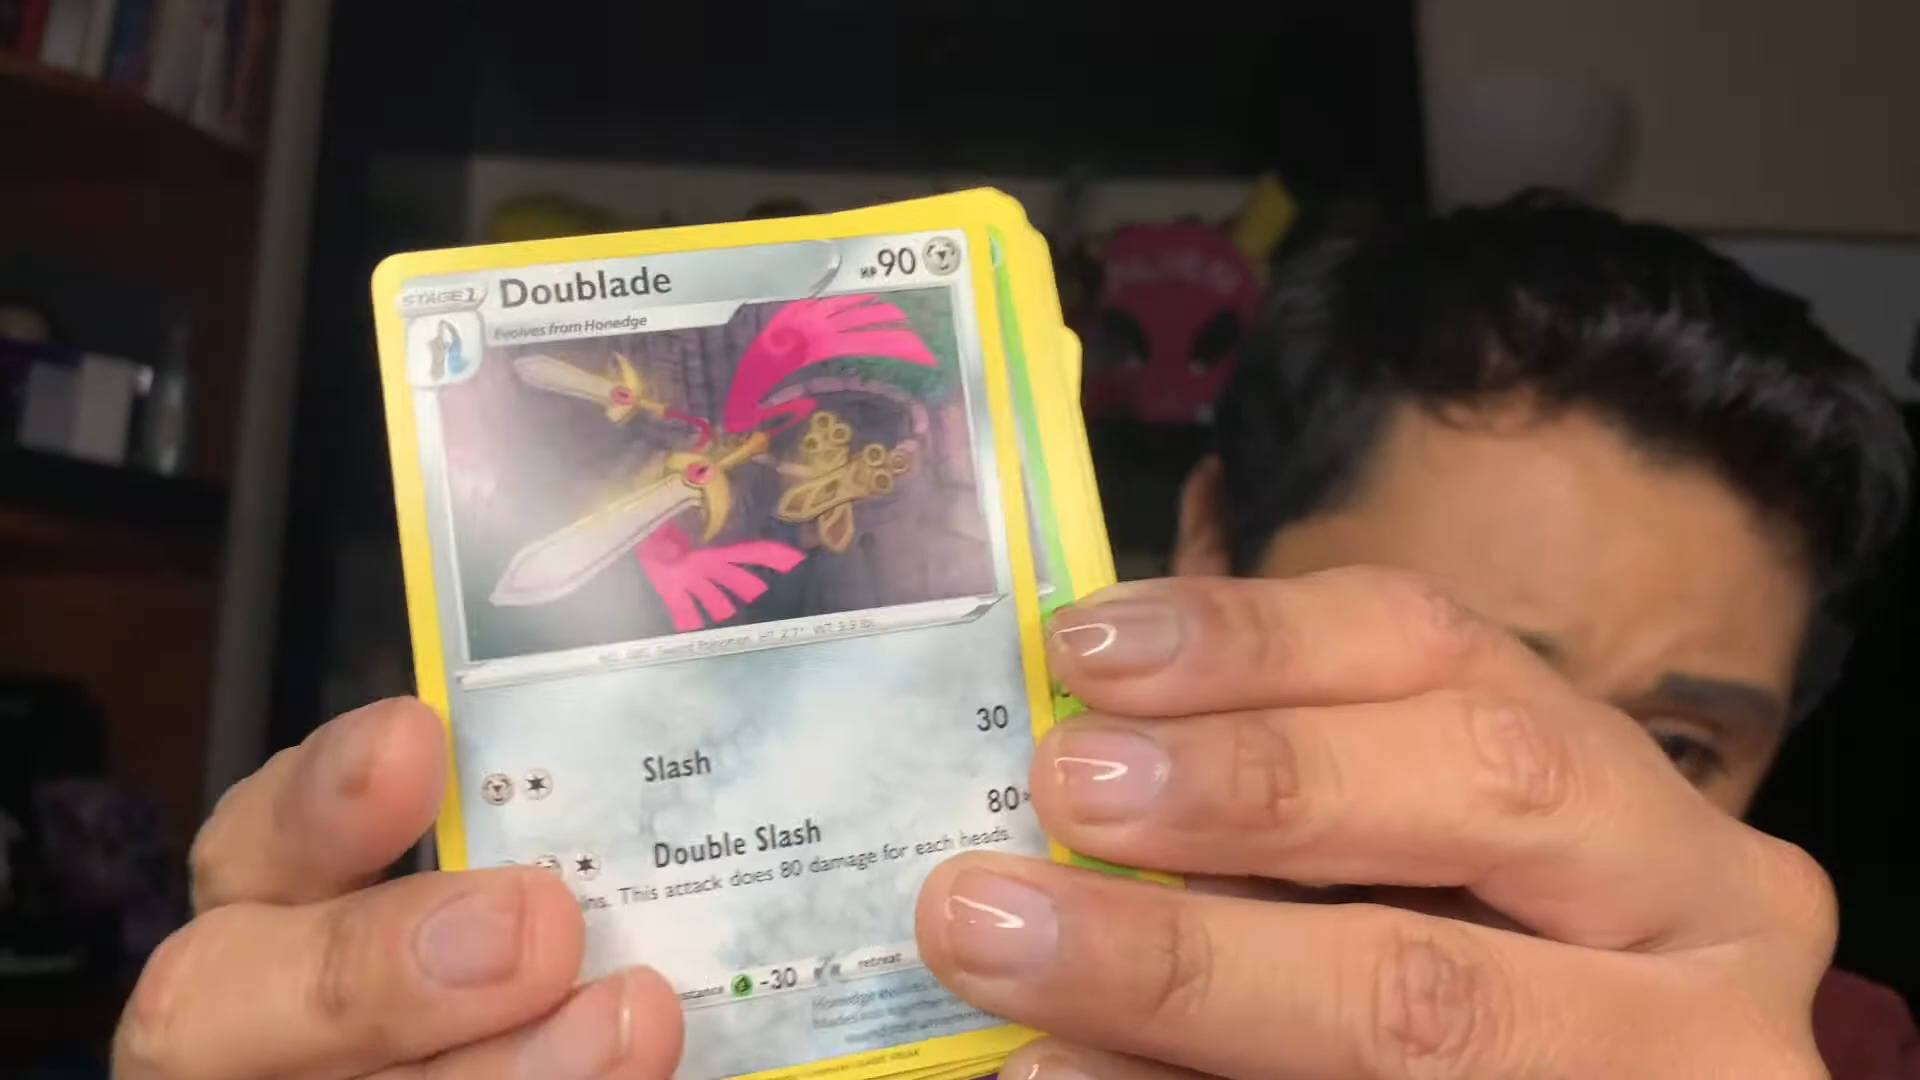 STAGE 1
Doublade
HP 90
Evolves from Honedge
Slash
30
Double Slash
80
This attack does 80 damage for each heads.
-30
retreat
Honedge